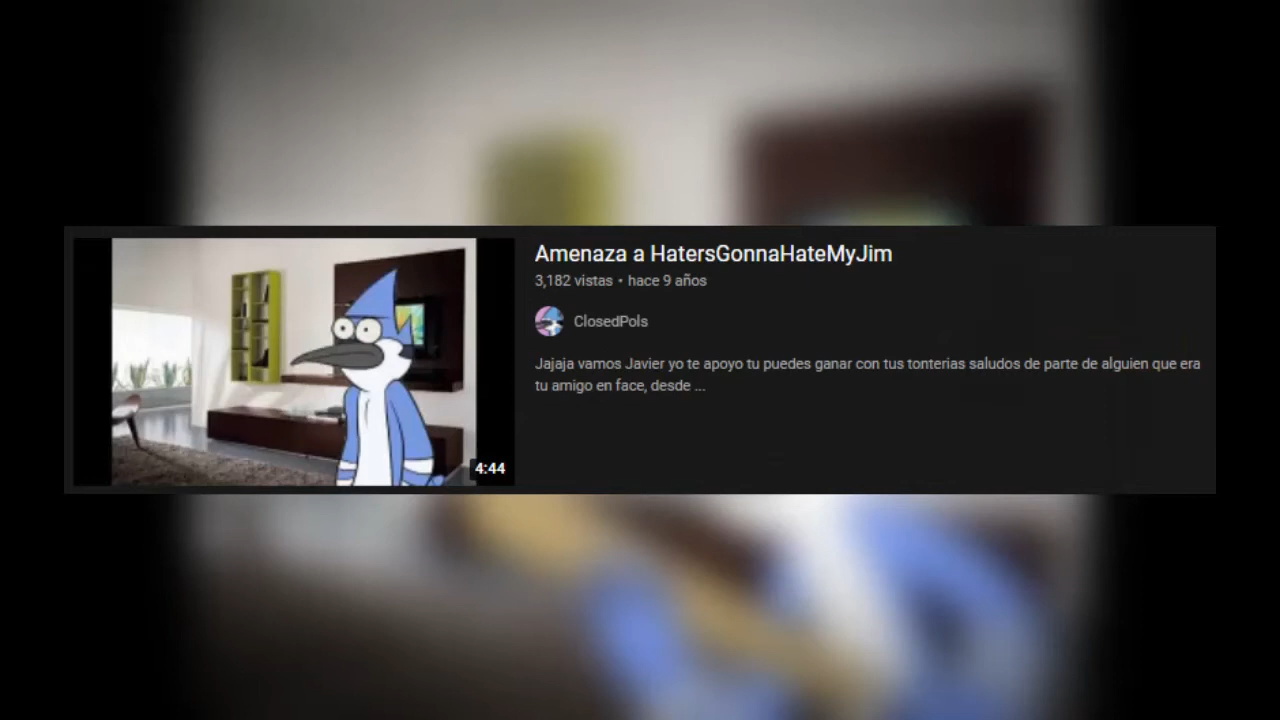 Amenaza a HatersGonnaHateMyJim
3,182 vistas • hace 9 años
ClosedPols
Jajaja vamos Javier yo te apoyo tu puedes ganar con tus tonterias saludos de parte de alguien que era
tu amigo en face, desde ...
4:44